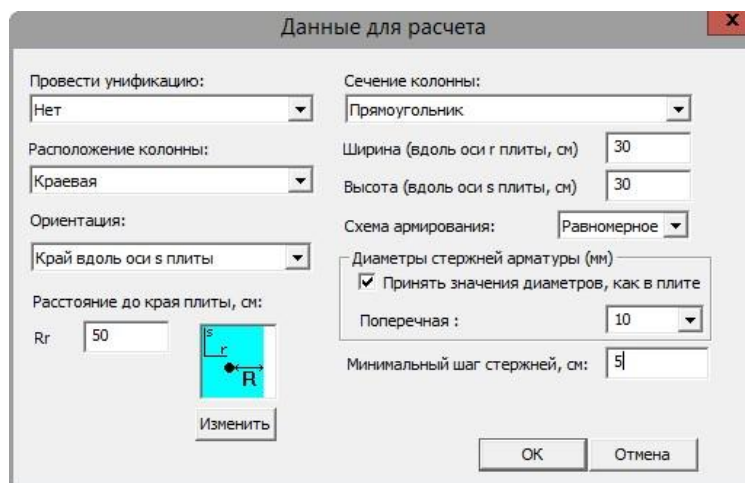 Данные для расчета
x
Провести унификацию:
Нет
Расположение колонны:
Краевая
Ориентация:
Край вдоль оси s плиты
Расстояние до края плиты, см:
Rr 50
s
r
R
Изменить
Сечение колонны:
Прямоугольник
Ширина (вдоль оси r плиты, см) 30
Высота (вдоль оси s плиты, см) 30
Схема армирования: Равномерное
Диаметры стержней арматуры (мм)
Принять значения диаметров, как в плите
Поперечная : 10
Минимальный шаг стержней, см: 5
ОК Отмена